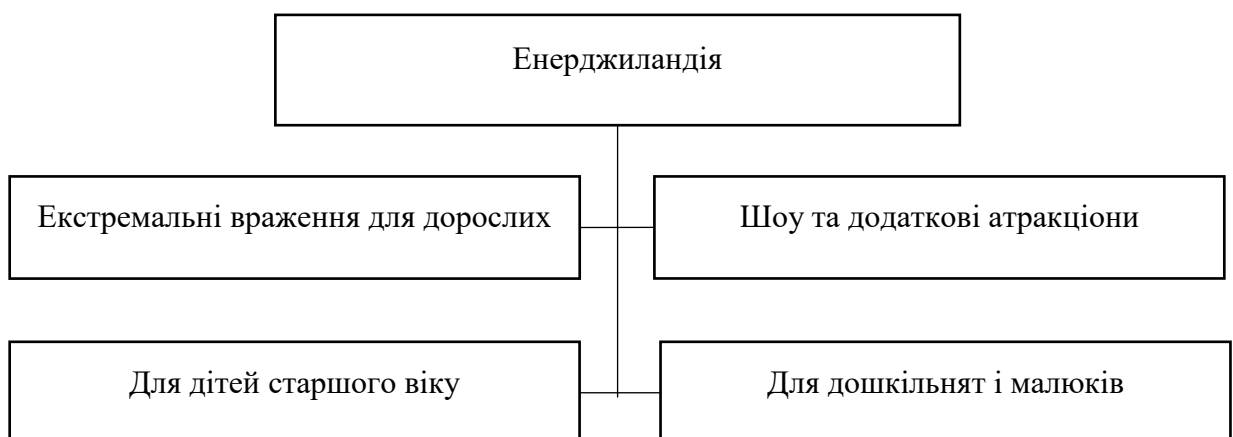 Енерджиландія
Екстремальні враження для дорослих
Шоу та додаткові атракціони
Для дітей старшого віку
Для дошкільнят і малюків